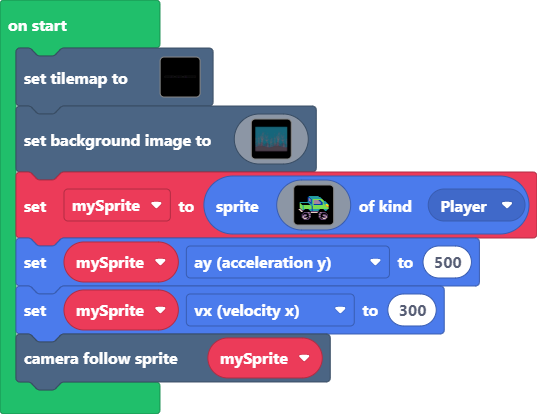 on start
set tilemap to
set background image to
set mySprite to sprite of kind Player
set mySprite ay (acceleration y) to 500
set mySprite vx (velocity x) to 300
camera follow sprite mySprite